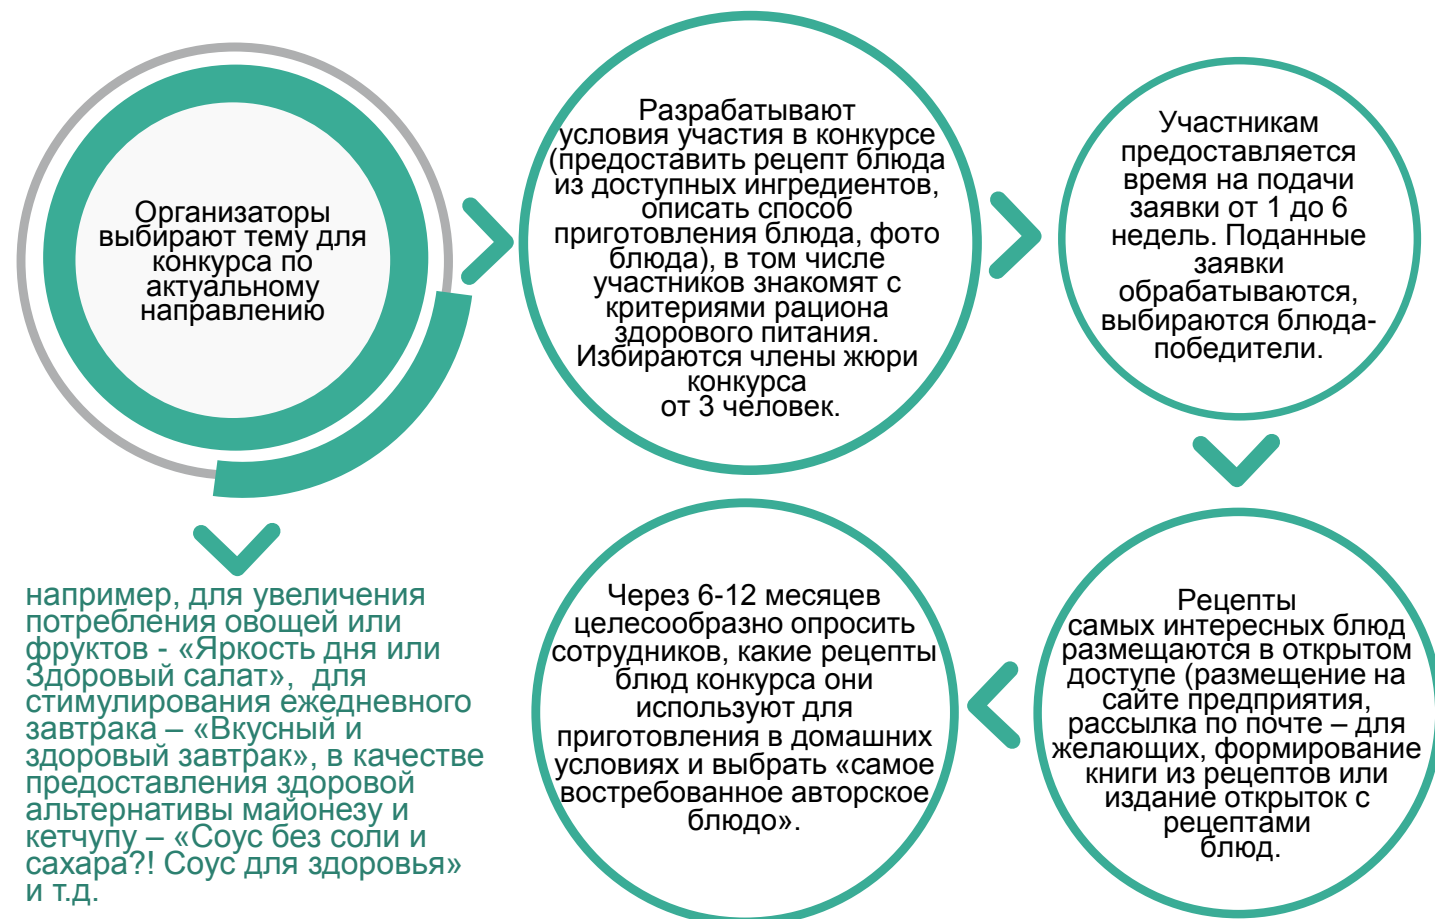 Организаторы
выбирают тему для
конкурса по
актуальному
направлению
например, для увеличения
потребления овощей или
фруктов - «Яркость дня или
Здоровый салат», для
стимулирования ежедневного
завтрака – «Вкусный и
здоровый завтрак», в качестве
предоставления здоровой
альтернативы майонезу и
кетчупу – «Соус без соли и
сахара?! Соус для здоровья»
и т.д.
Разрабатывают
условия участия в конкурсе
(предоставить рецепт блюда
из доступных ингредиентов,
описать способ
приготовления блюда, фото
блюда), в том числе
участников знакомят с
критериями рациона
здорового питания.
Избираются члены жюри
конкурса
от 3 человек.
Участникам
предоставляется
время на подачи
заявки от 1 до 6
недель. Поданные
заявки
обрабатываются,
выбираются блюда-
победители.
Рецепты
самых интересных блюд
размещаются в открытом
доступе (размещение на
сайте предприятия,
рассылка по почте – для
желающих, формирование
книги из рецептов или
издание открыток с
рецептами
блюд.
Через 6-12 месяцев
целесообразно опросить
сотрудников, какие рецепты
блюд конкурса они
используют для
приготовления в домашних
условиях и выбрать «самое
востребованное авторское
блюдо».